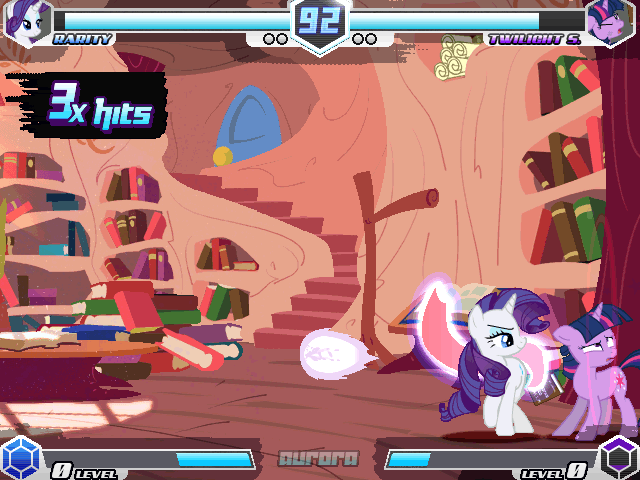 92
RARITY
TWILIGHT S.
3x hits
0 LEVEL
aurora
LEVEL 0